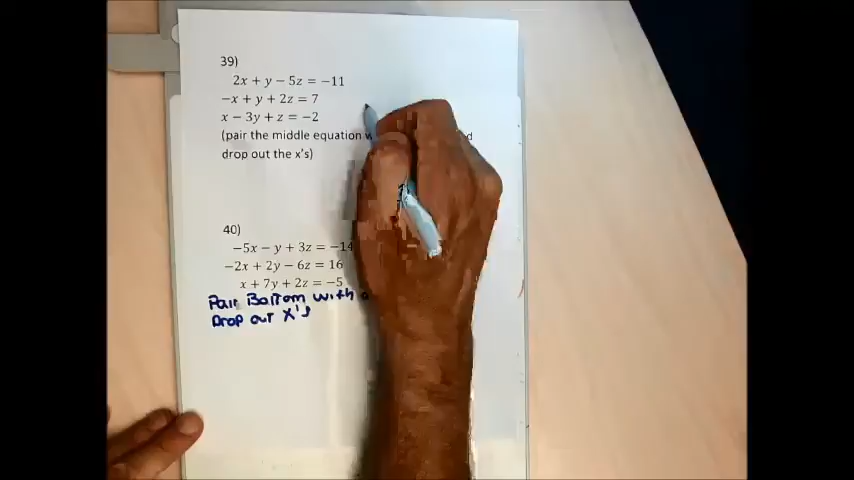 39)
2x + y − 5z = −11
−x + y + 2z = 7
x − 3y + z = −2
(pair the middle equation
drop out the x's)
40)
−5x − y + 3z = −14
−2x + 2y − 6z = 16
x + 7y + 2z = −5
Pair Bottom with
Drop out X's